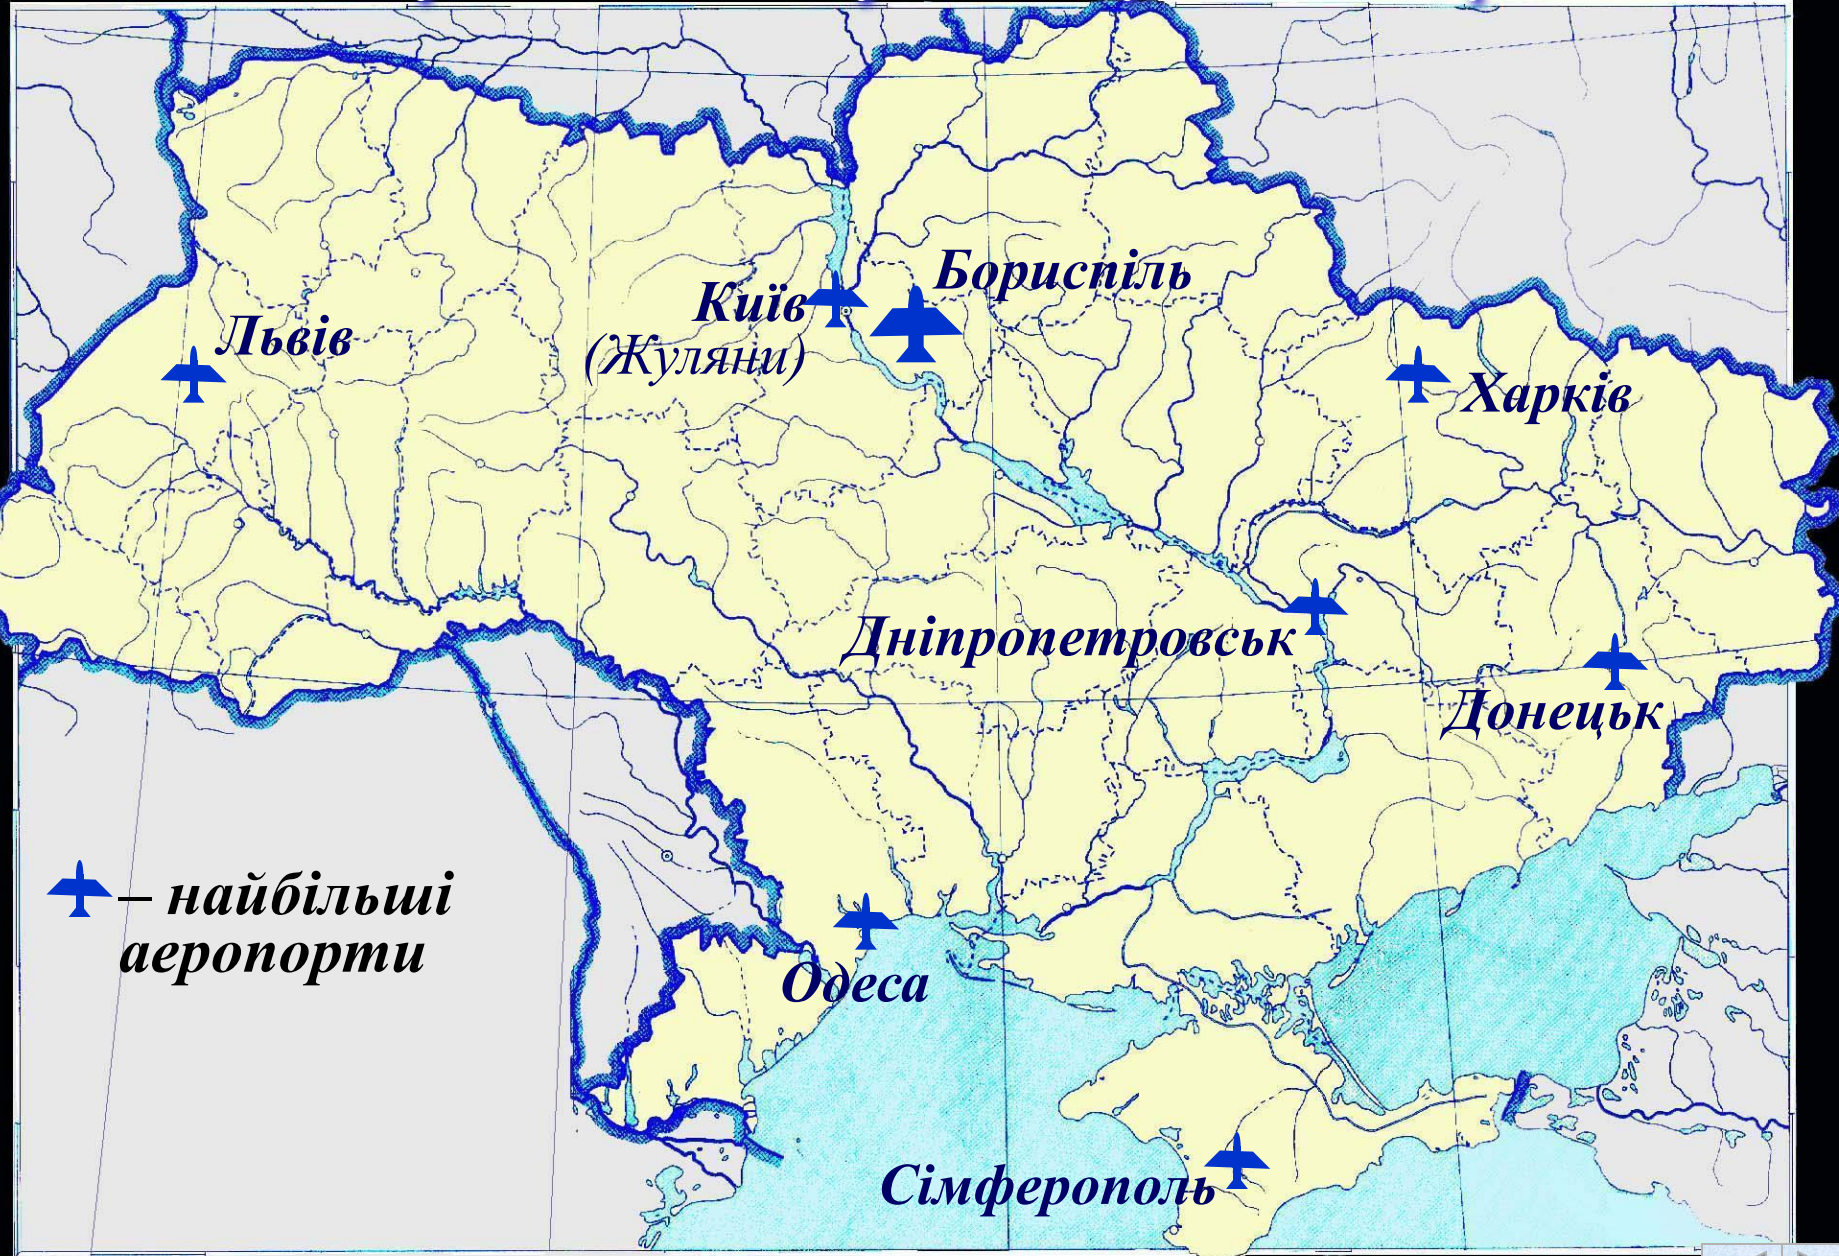 Бориспіль
Київ
(Жуляни)
Львів
Харків
Дніпропетровськ
Донецьк
– найбільші
аеропорти
Одеса
Сімферополь